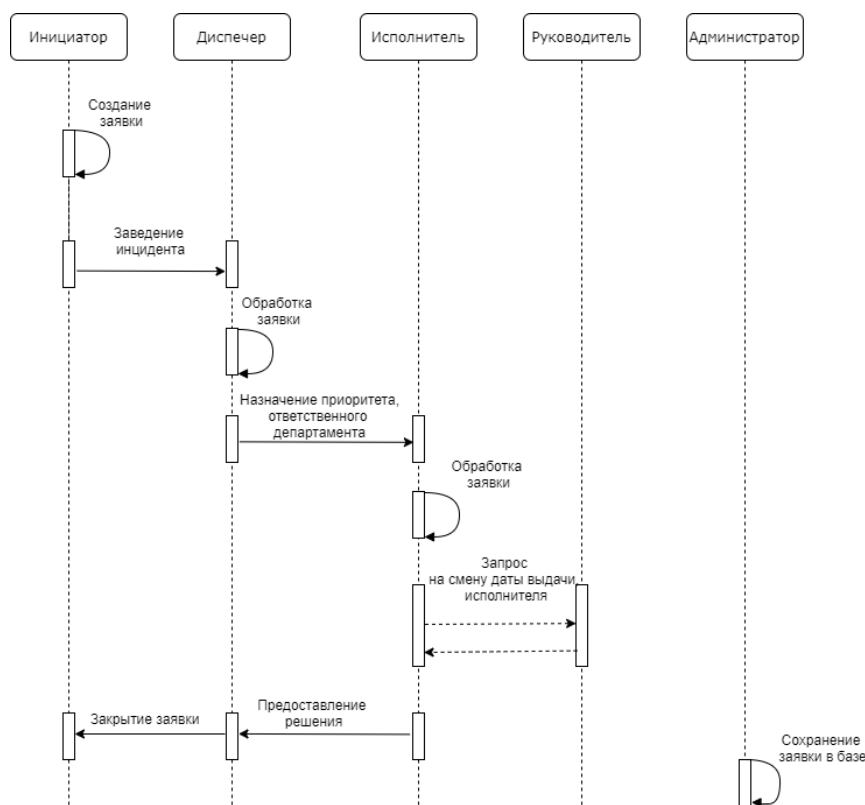 Инициатор
Диспечер
Исполнитель
Руководитель
Администратор
Создание
заявки
Заведение
инцидента
Обработка
заявки
Назначение приоритета,
ответственного
департамента
Обработка
заявки
Запрос
на смену даты выдачи,
исполнителя
Закрытие заявки
Предоставление
решения
Сохранение
заявки в базе